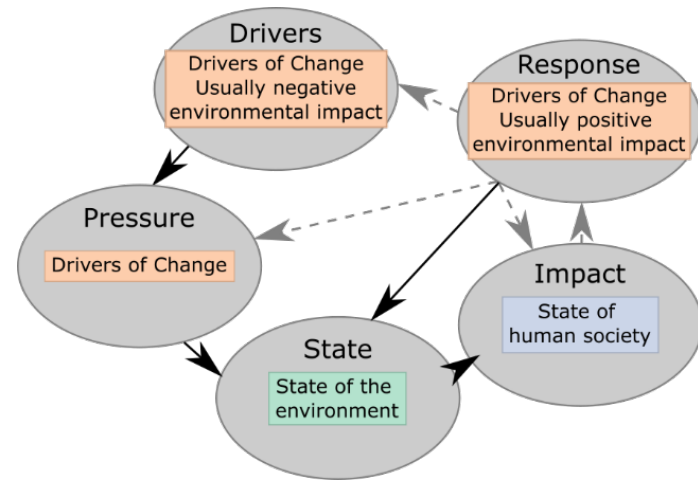 Drivers
Drivers of Change
Usually negative
environmental impact
Response
Drivers of Change
Usually positive
environmental impact
Pressure
Drivers of Change
Impact
State of
human society
State
State of the
environment